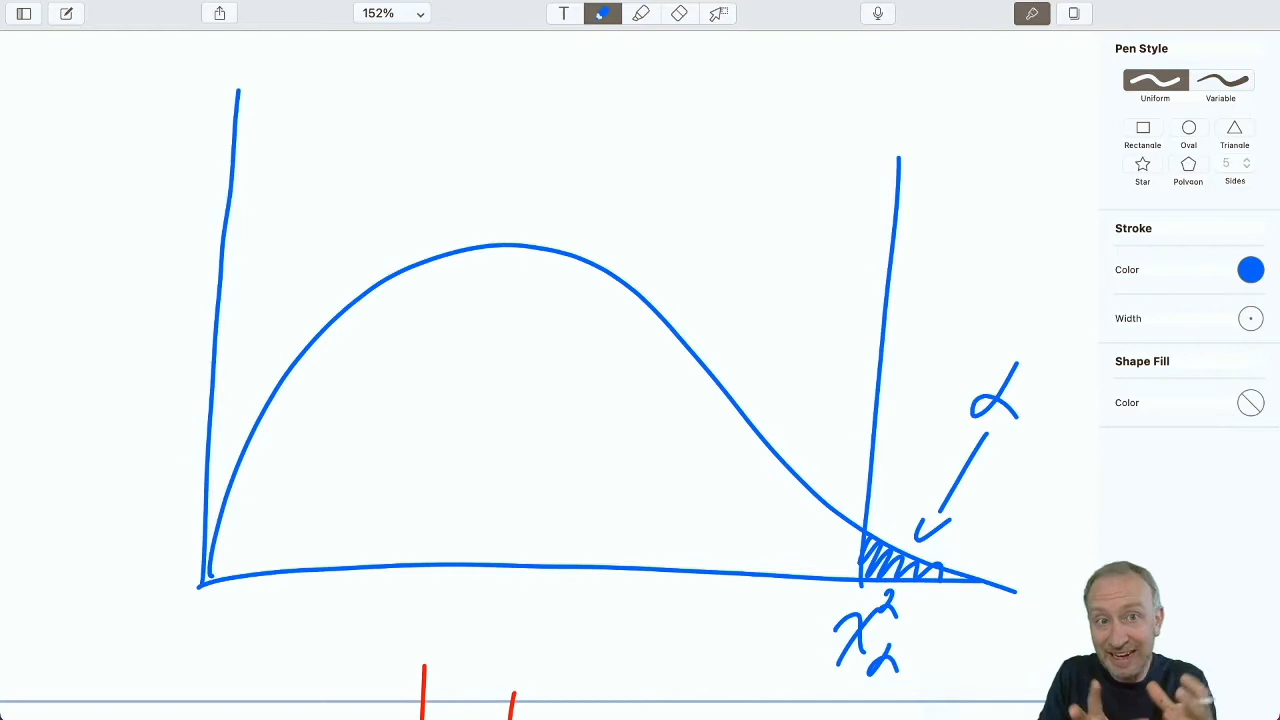 152%
T
Pen Style
Uniform Variable
Rectangle Oval Triangle
Star Polygon 5 Sides
Stroke
Color
Width
Shape Fill
Color
α
χ²α